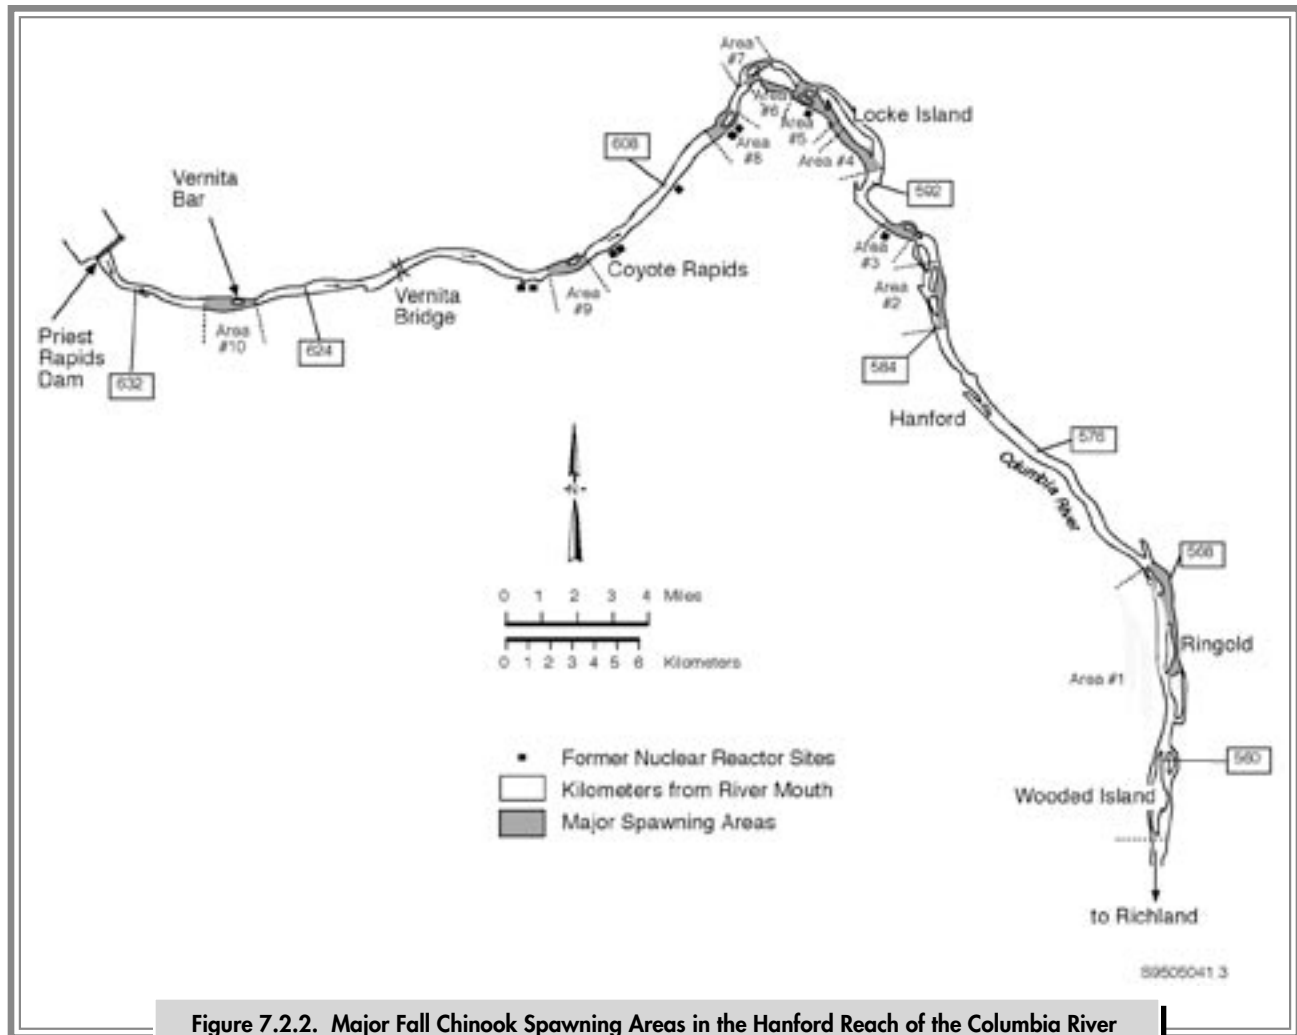 Area
#7
Area
#6
Area
#5
Locke Island
Area #4
Area
#8
608
592
Vernita
Bar
Area
#3
Coyote Rapids
Area
#9
Area
#2
Vernita
Bridge
Area
#10
624
632
Priest
Rapids
Dam
584
Hanford
576
Columbia River
N
568
0 1 2 3 4 Miles
0 1 2 3 4 5 6 Kilometers
Ringold
Area #1
560
Former Nuclear Reactor Sites
Kilometers from River Mouth
Major Spawning Areas
Wooded Island
to Richland
S9505041.3
Figure 7.2.2. Major Fall Chinook Spawning Areas in the Hanford Reach of the Columbia River